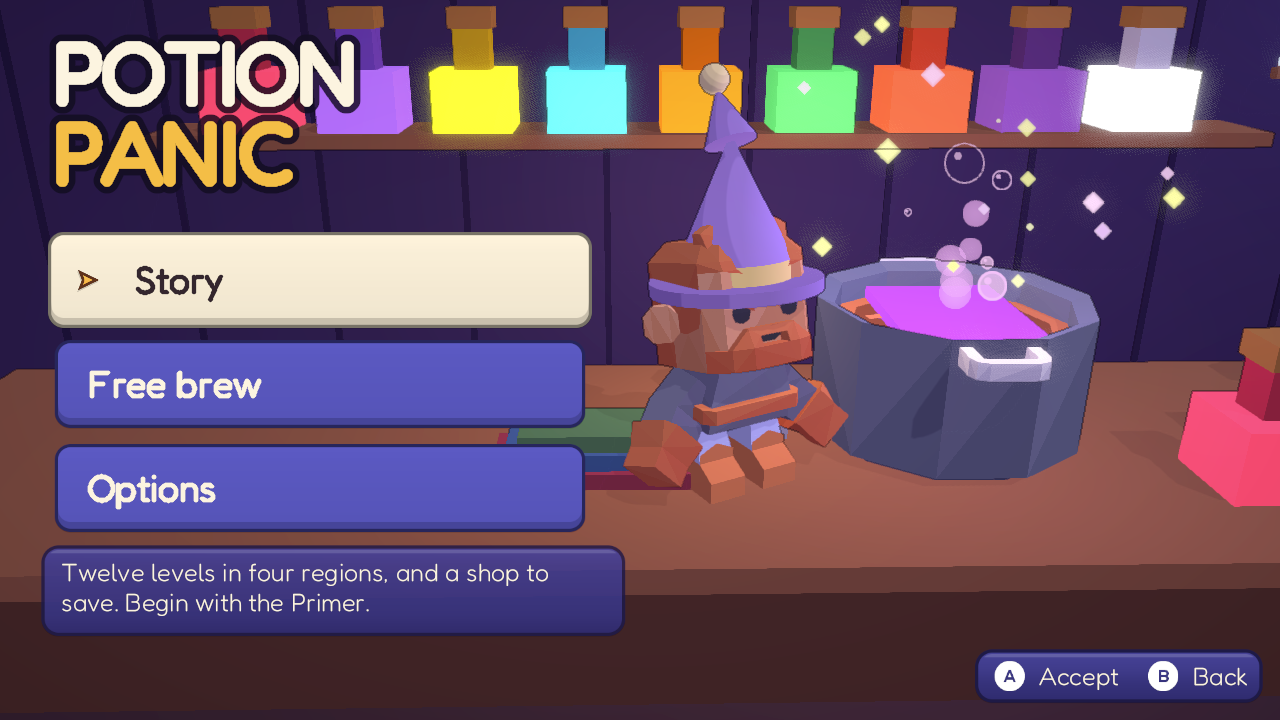 POTION
PANIC
Story
Free brew
Options
Twelve levels in four regions, and a shop to
save. Begin with the Primer.
A Accept B Back